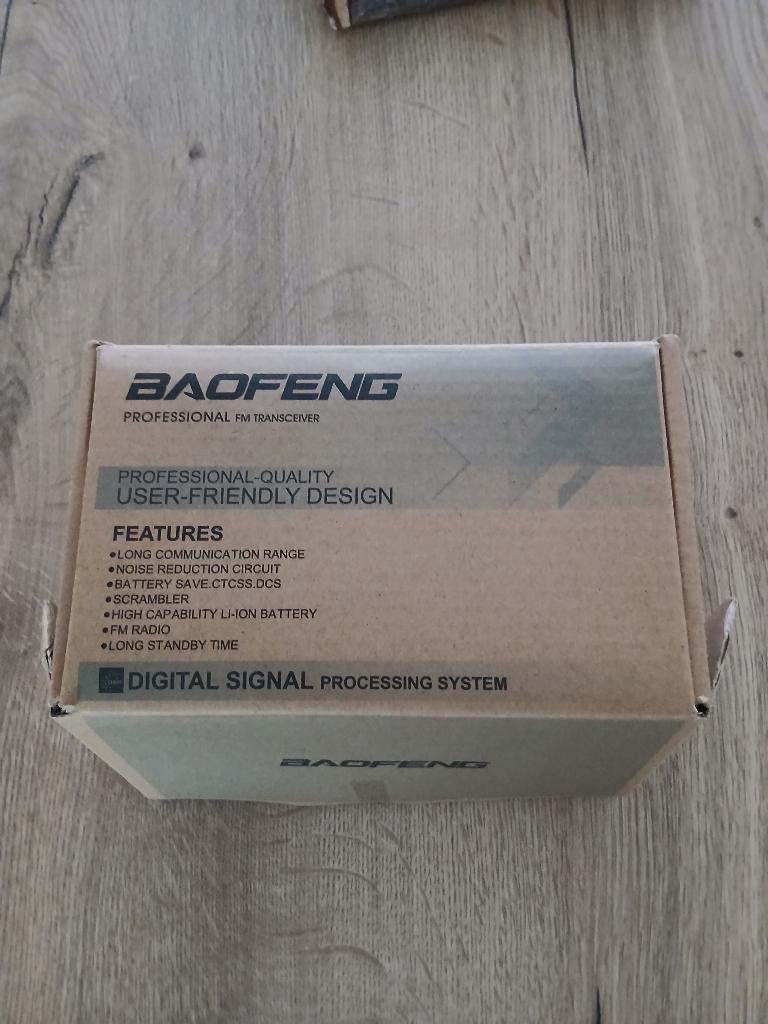 BAOFENG
PROFESSIONAL FM TRANSCEIVER
PROFESSIONAL-QUALITY
USER-FRIENDLY DESIGN
FEATURES
•LONG COMMUNICATION RANGE
•NOISE REDUCTION CIRCUIT
•BATTERY SAVE.CTCSS.DCS
•SCRAMBLER
•HIGH CAPABILITY LI-ION BATTERY
•FM RADIO
•LONG STANDBY TIME
DIGITAL SIGNAL PROCESSING SYSTEM
BAOFENG